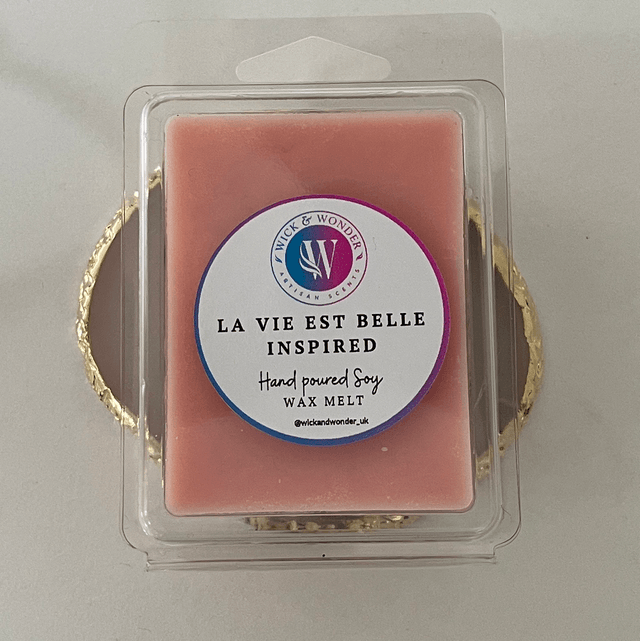 WICK & WONDER
W
ARTISAN SCENTS
LA VIE EST BELLE
INSPIRED
Hand poured Soy
WAX MELT
@wickandwonder_uk